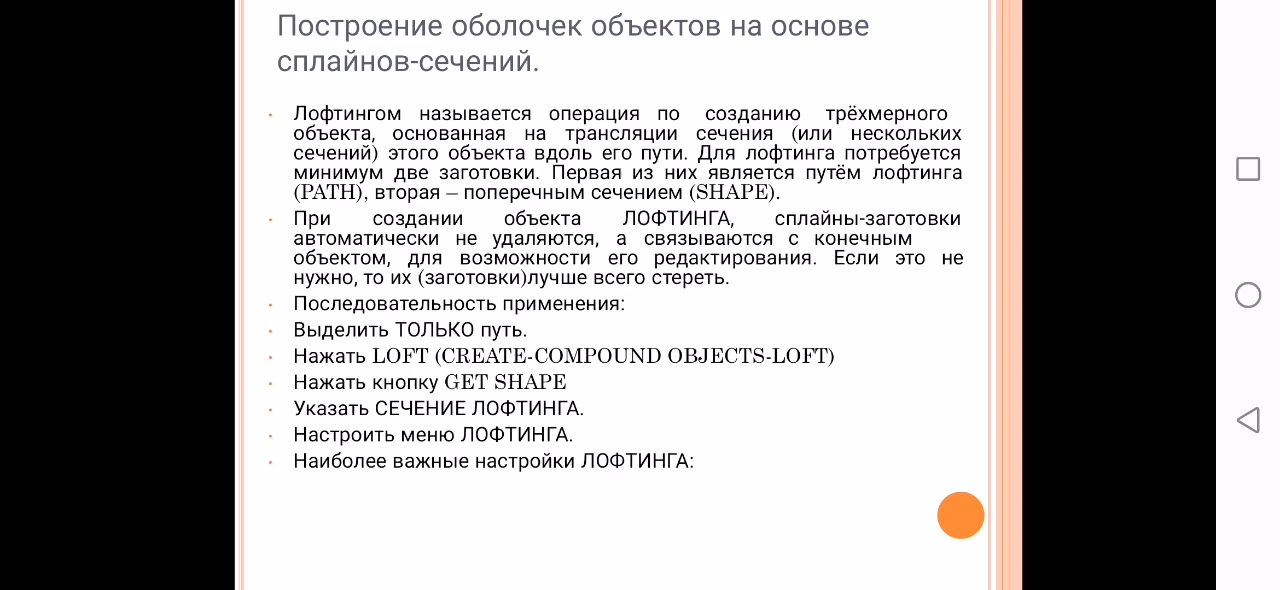 Построение оболочек объектов на основе
сплайнов-сечений.
• Лофтингом называется операция по созданию трёхмерного
объекта, основанная на трансляции сечения (или нескольких
сечений) этого объекта вдоль его пути. Для лофтинга потребуется
минимум две заготовки. Первая из них является путём лофтинга
(PATH), вторая – поперечным сечением (SHAPE).
• При создании объекта ЛОФТИНГА, сплайны-заготовки
автоматически не удаляются, а связываются с конечным
объектом, для возможности его редактирования. Если это не
нужно, то их (заготовки)лучше всего стереть.
• Последовательность применения:
• Выделить ТОЛЬКО путь.
• Нажать LOFT (CREATE-COMPOUND OBJECTS-LOFT)
• Нажать кнопку GET SHAPE
• Указать СЕЧЕНИЕ ЛОФТИНГА.
• Настроить меню ЛОФТИНГА.
• Наиболее важные настройки ЛОФТИНГА: